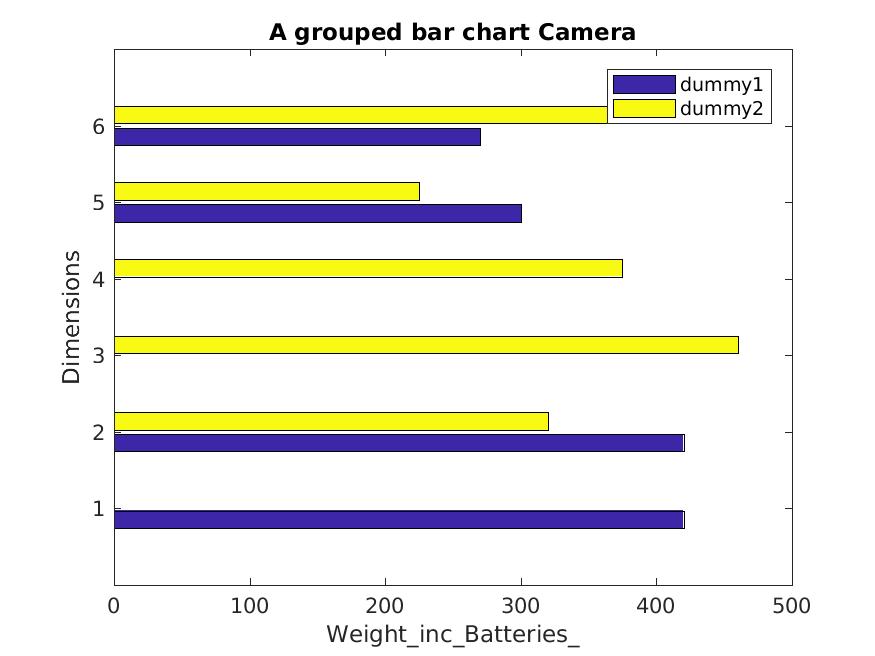 A grouped bar chart Camera
dummy1
dummy2
6
5
4
3
2
1
Dimensions
0 100 200 300 400 500
Weight_inc_Batteries_